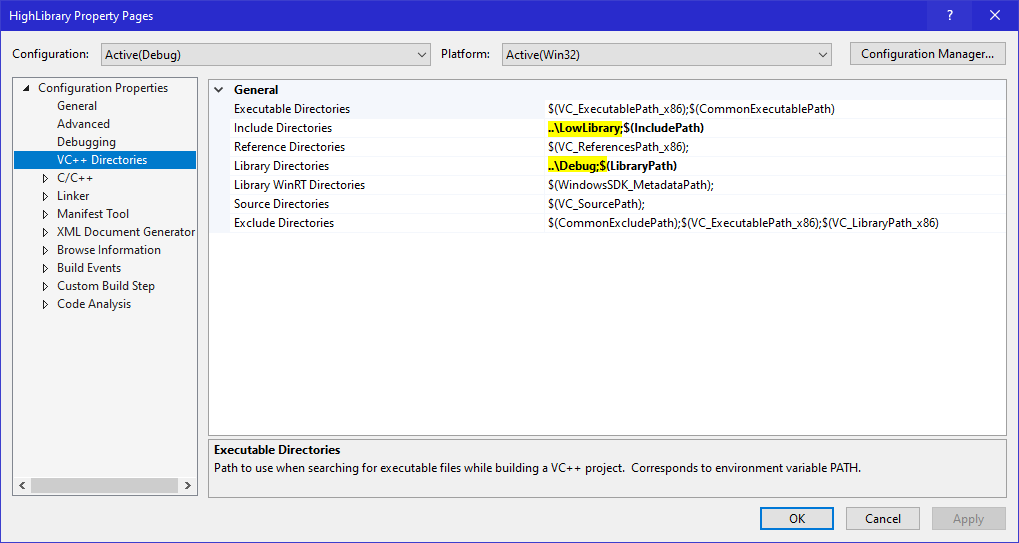 HighLibrary Property Pages ? ×
Configuration: Active(Debug) Platform: Active(Win32) Configuration Manager...
Configuration Properties
General
Advanced
Debugging
VC++ Directories
C/C++
Linker
Manifest Tool
XML Document Generator
Browse Information
Build Events
Custom Build Step
Code Analysis
General
Executable Directories $(VC_ExecutablePath_x86);$(CommonExecutablePath)
Include Directories ..\LowLibrary;$(IncludePath)
Reference Directories $(VC_ReferencesPath_x86);
Library Directories ..\Debug;$(LibraryPath)
Library WinRT Directories $(WindowsSDK_MetadataPath);
Source Directories $(VC_SourcePath);
Exclude Directories $(CommonExcludePath);$(VC_ExecutablePath_x86);$(VC_LibraryPath_x86)
Executable Directories
Path to use when searching for executable files while building a VC++ project.  Corresponds to environment variable PATH.
OK Cancel Apply